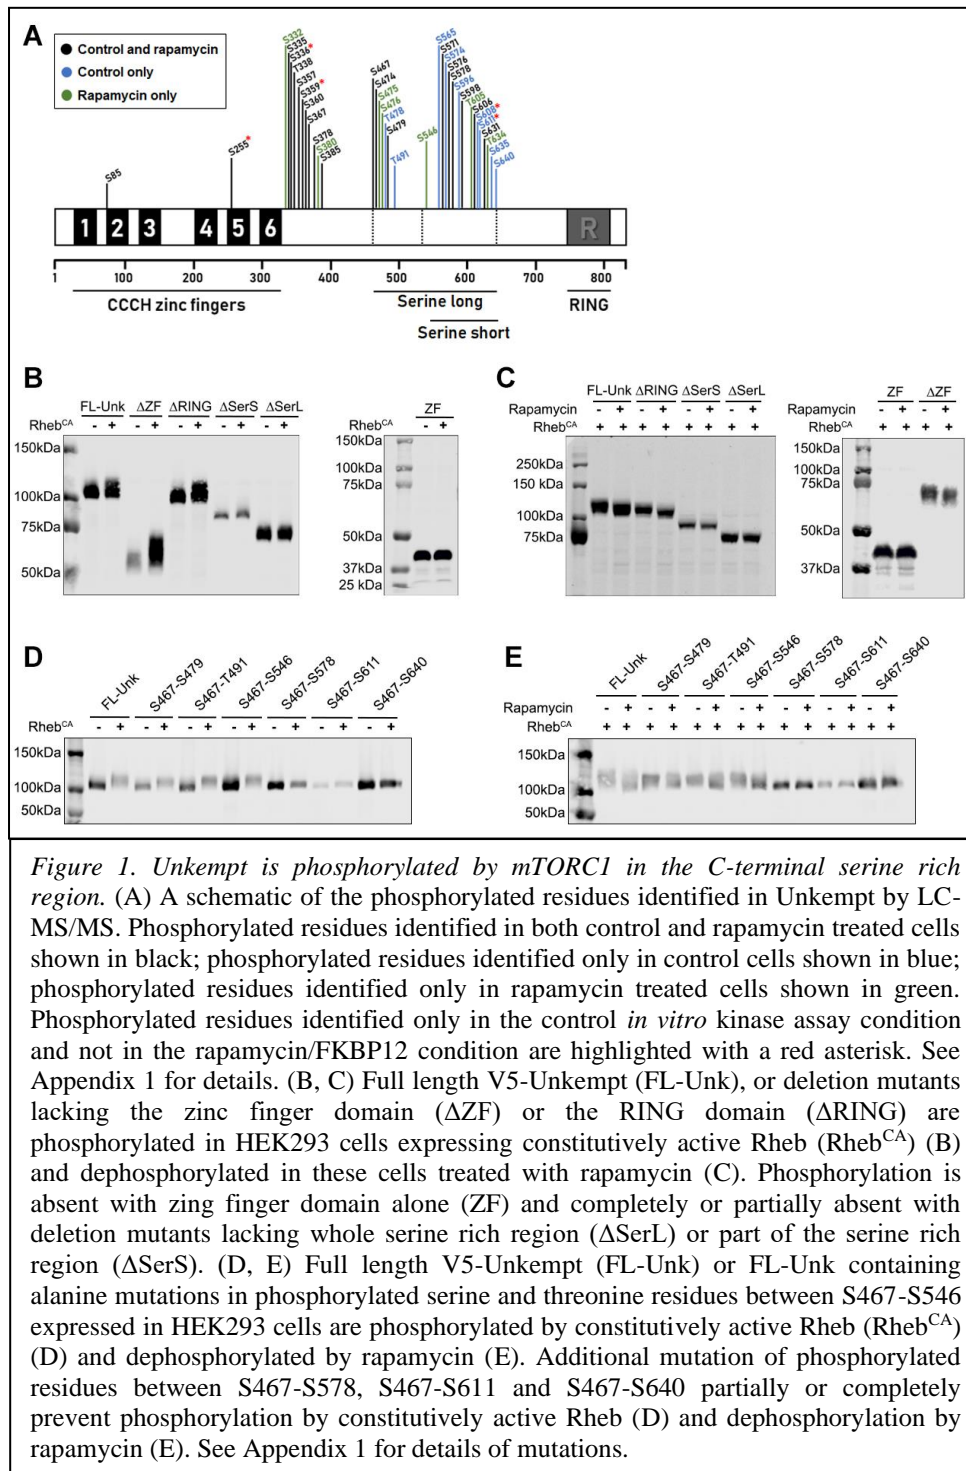 A
Control and rapamycin
Control only
Rapamycin only
S85
S255*
S332
S335
S336*
T338
S357
S359*
S360
S367
S378
S380
S385
S467
S474
S475
S476
T478
S479
T491
S546
S565
S571
S574
S576
S578
S596
S598
T605
S606
S608*
S611*
S631
T634
S635
S640
1 2 3 4 5 6 R
1 100 200 300 400 500 600 700 800
CCCH zinc fingers Serine long RING
Serine short
B
FL-Unk ΔZF ΔRING ΔSerS ΔSerL
Rheb^CA - + - + - + - + - +
150kDa
100kDa
75kDa
50kDa
ZF
Rheb^CA - +
150kDa
100kDa
75kDa
50kDa
37kDa
25 kDa
C
FL-Unk ΔRING ΔSerS ΔSerL
Rapamycin - + - + - + - +
Rheb^CA + + + + + + + +
250kDa
150 kDa
100kDa
75kDa
ZF ΔZF
Rapamycin - + - +
Rheb^CA + + + +
150kDa
100kDa
75kDa
50kDa
37kDa
D
FL-Unk S467-S479 S467-T491 S467-S546 S467-S578 S467-S611 S467-S640
Rheb^CA - + - + - + - + - + - + - +
150kDa
100kDa
50kDa
E
FL-Unk S467-S479 S467-T491 S467-S546 S467-S578 S467-S611 S467-S640
Rapamycin - + - + - + - + - + - + - +
Rheb^CA + + + + + + + + + + + + + +
150kDa
100kDa
50kDa
Figure 1. Unkempt is phosphorylated by mTORC1 in the C-terminal serine rich
region. (A) A schematic of the phosphorylated residues identified in Unkempt by LC-
MS/MS. Phosphorylated residues identified in both control and rapamycin treated cells
shown in black; phosphorylated residues identified only in control cells shown in blue;
phosphorylated residues identified only in rapamycin treated cells shown in green.
Phosphorylated residues identified only in the control in vitro kinase assay condition
and not in the rapamycin/FKBP12 condition are highlighted with a red asterisk. See
Appendix 1 for details. (B, C) Full length V5-Unkempt (FL-Unk), or deletion mutants
lacking the zinc finger domain (ΔZF) or the RING domain (ΔRING) are
phosphorylated in HEK293 cells expressing constitutively active Rheb (Rheb^CA) (B)
and dephosphorylated in these cells treated with rapamycin (C). Phosphorylation is
absent with zing finger domain alone (ZF) and completely or partially absent with
deletion mutants lacking whole serine rich region (ΔSerL) or part of the serine rich
region (ΔSerS). (D, E) Full length V5-Unkempt (FL-Unk) or FL-Unk containing
alanine mutations in phosphorylated serine and threonine residues between S467-S546
expressed in HEK293 cells are phosphorylated by constitutively active Rheb (Rheb^CA)
(D) and dephosphorylated by rapamycin (E). Additional mutation of phosphorylated
residues between S467-S578, S467-S611 and S467-S640 partially or completely
prevent phosphorylation by constitutively active Rheb (D) and dephosphorylation by
rapamycin (E). See Appendix 1 for details of mutations.